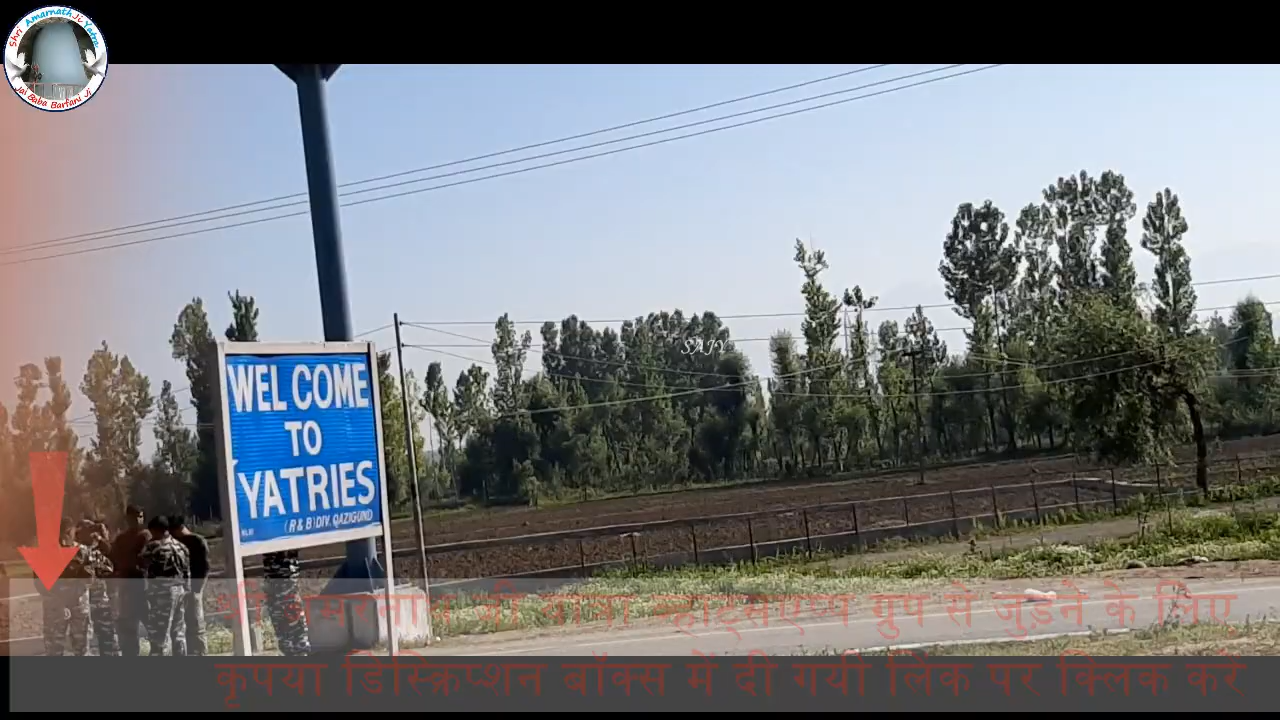 Shri Amarnath Ji Yatra
Jai Baba Barfani Ji
SAJY
WEL COME
TO
YATRIES
(R&B) DIV. QAZIGUND
श्री अमरनाथ जी यात्रा व्हाट्सएप्प ग्रुप से जुड़ने के लिए
कृपया डिस्क्रिप्शन बॉक्स में दी गयी लिंक पर क्लिक करें